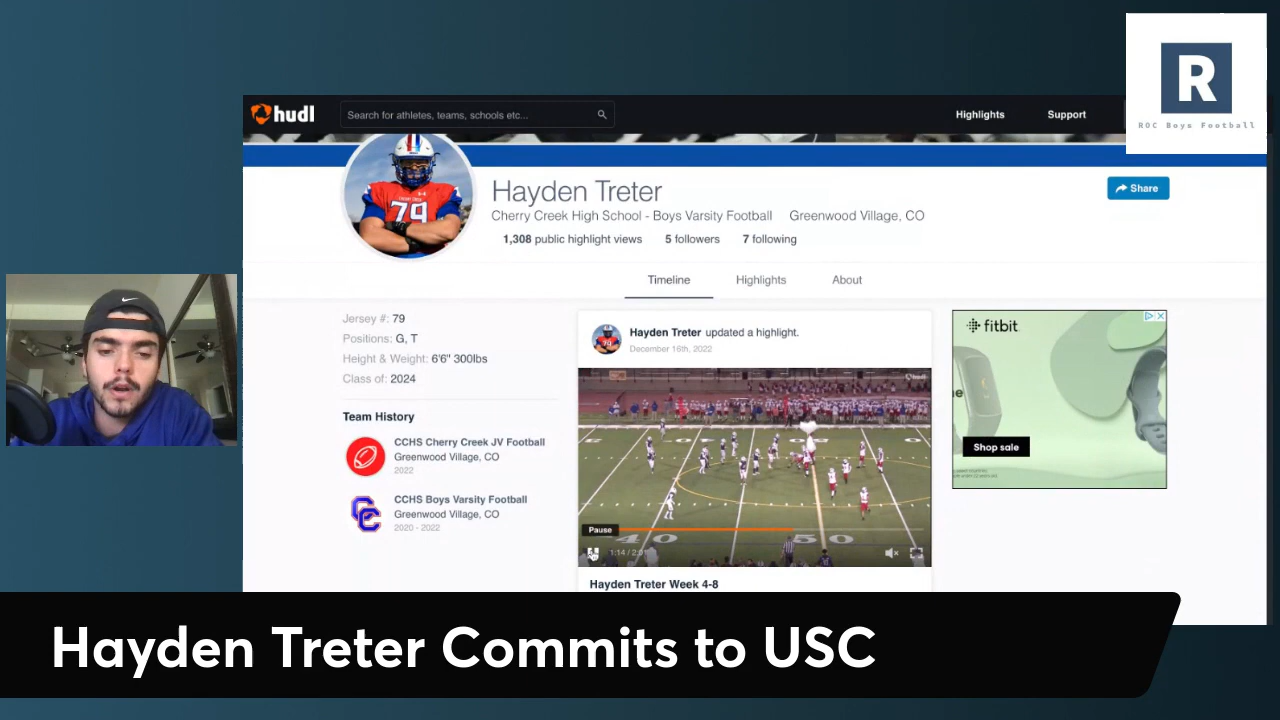 R
ROC Boys Football
hudl
Search for athletes, teams, schools etc...
Highlights
Support
79
Hayden Treter
Cherry Creek High School - Boys Varsity Football
Greenwood Village, CO
1,308 public highlight views
5 followers
7 following
Share
Timeline
Highlights
About
Jersey #: 79
Positions: G, T
Height & Weight: 6'6" 300lbs
Class of: 2024
Team History
CCHS Cherry Creek JV Football
Greenwood Village, CO
2022
CCHS Boys Varsity Football
Greenwood Village, CO
2020 - 2022
Hayden Treter updated a highlight.
December 16th, 2022
hudl
40
50
Pause
Hayden Treter Week 4-8
fitbit
Shop sale
Hayden Treter Commits to USC